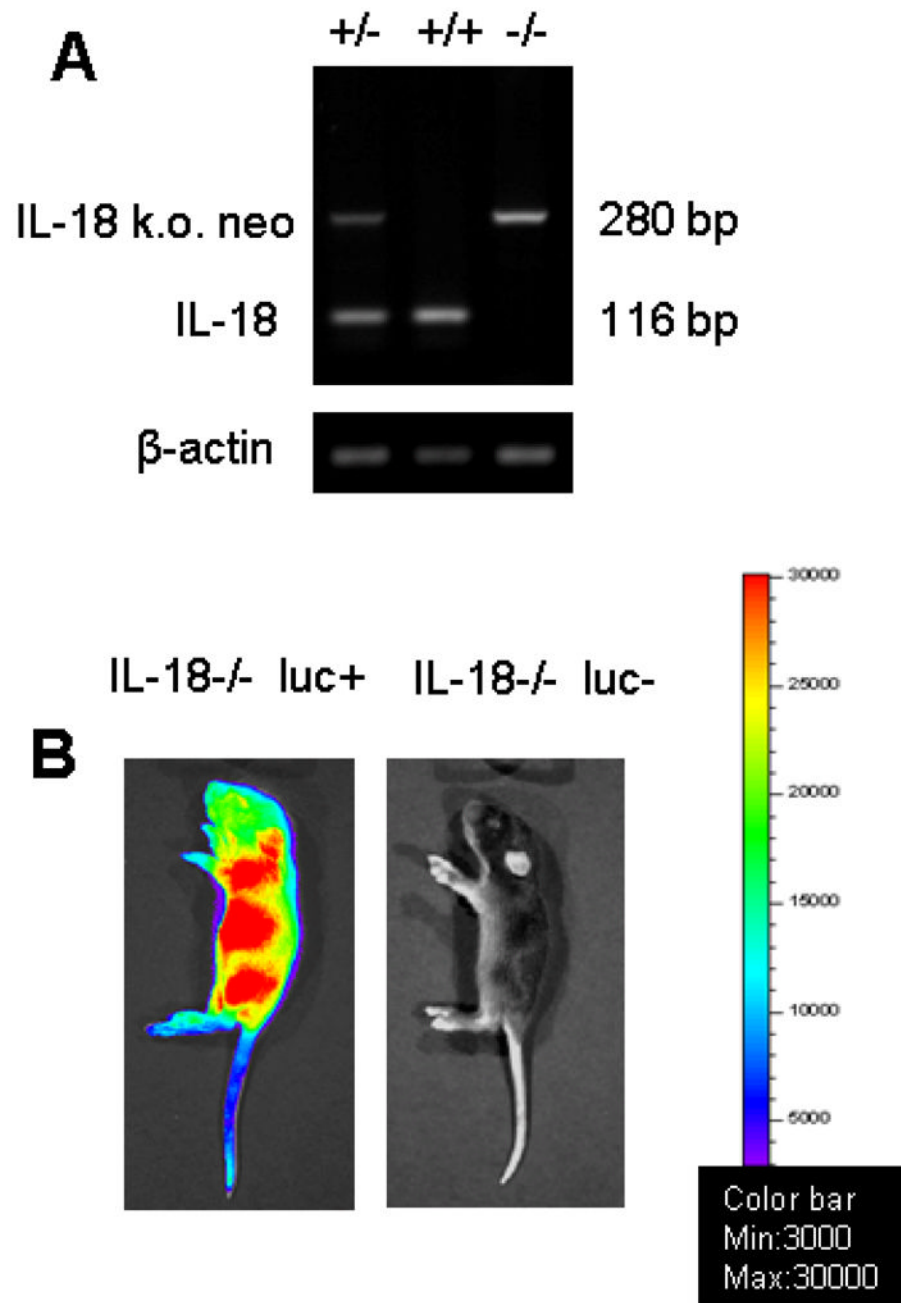 A
+/- +/+ -/-
IL-18 k.o. neo
280 bp
IL-18
116 bp
β-actin
IL-18-/- luc+
IL-18-/- luc-
B
30000
25000
20000
15000
10000
5000
Color bar
Min:3000
Max:30000